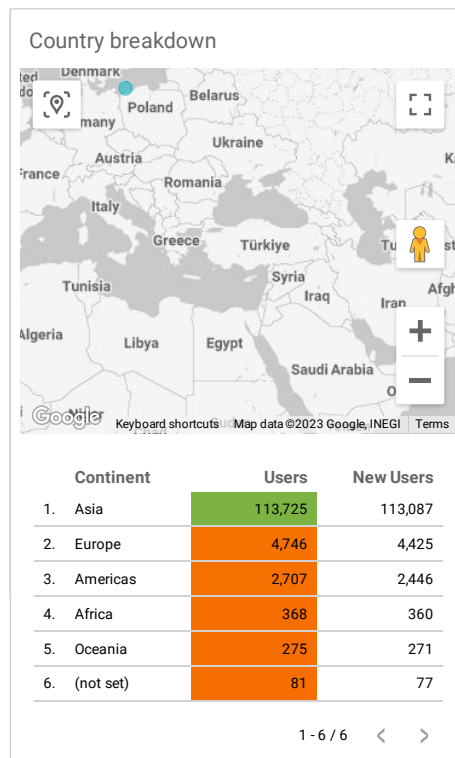 Country breakdown
Denmark
Poland
Belarus
many
Ukraine
Austria
France
Romania
Italy
Greece
Türkiye
Tunisia
Syria
Iraq
Iran
Afgh
Algeria
Libya
Egypt
Saudi Arabia
Google
Keyboard shortcuts Map data ©2023 Google, INEGI Terms
Continent Users New Users
1. Asia 113,725 113,087
2. Europe 4,746 4,425
3. Americas 2,707 2,446
4. Africa 368 360
5. Oceania 275 271
6. (not set) 81 77
1 - 6 / 6